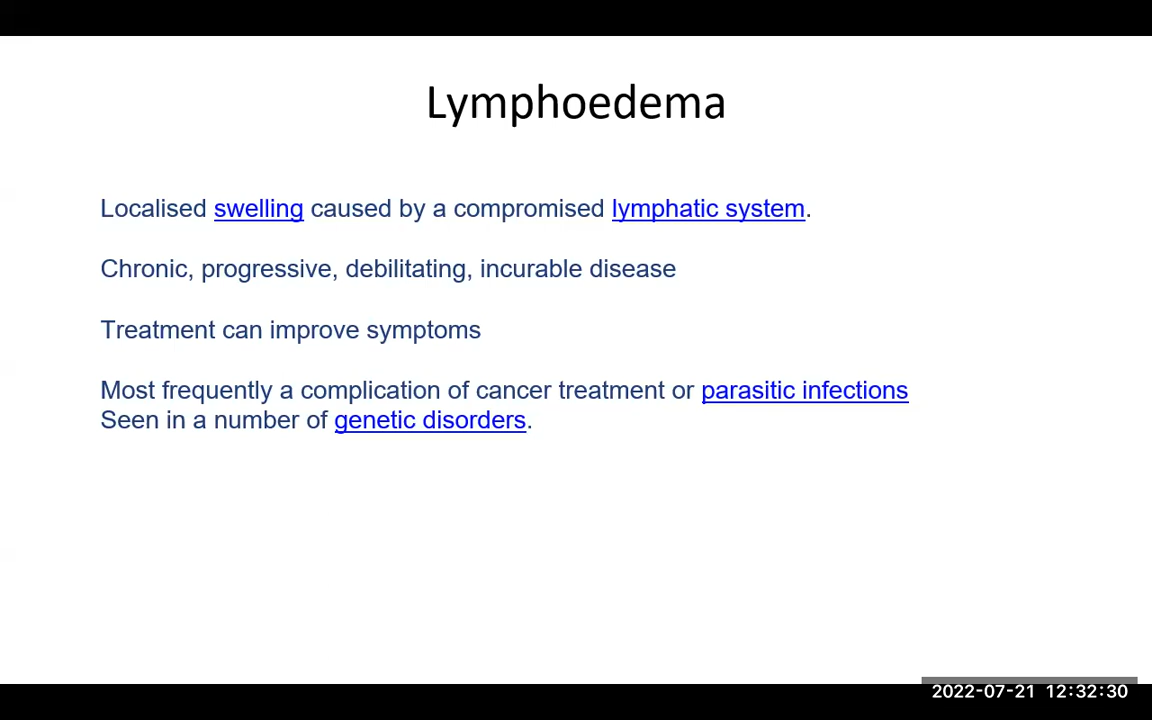 Lymphoedema
Localised swelling caused by a compromised lymphatic system.
Chronic, progressive, debilitating, incurable disease
Treatment can improve symptoms
Most frequently a complication of cancer treatment or parasitic infections
Seen in a number of genetic disorders.
2022-07-21 12:32:30